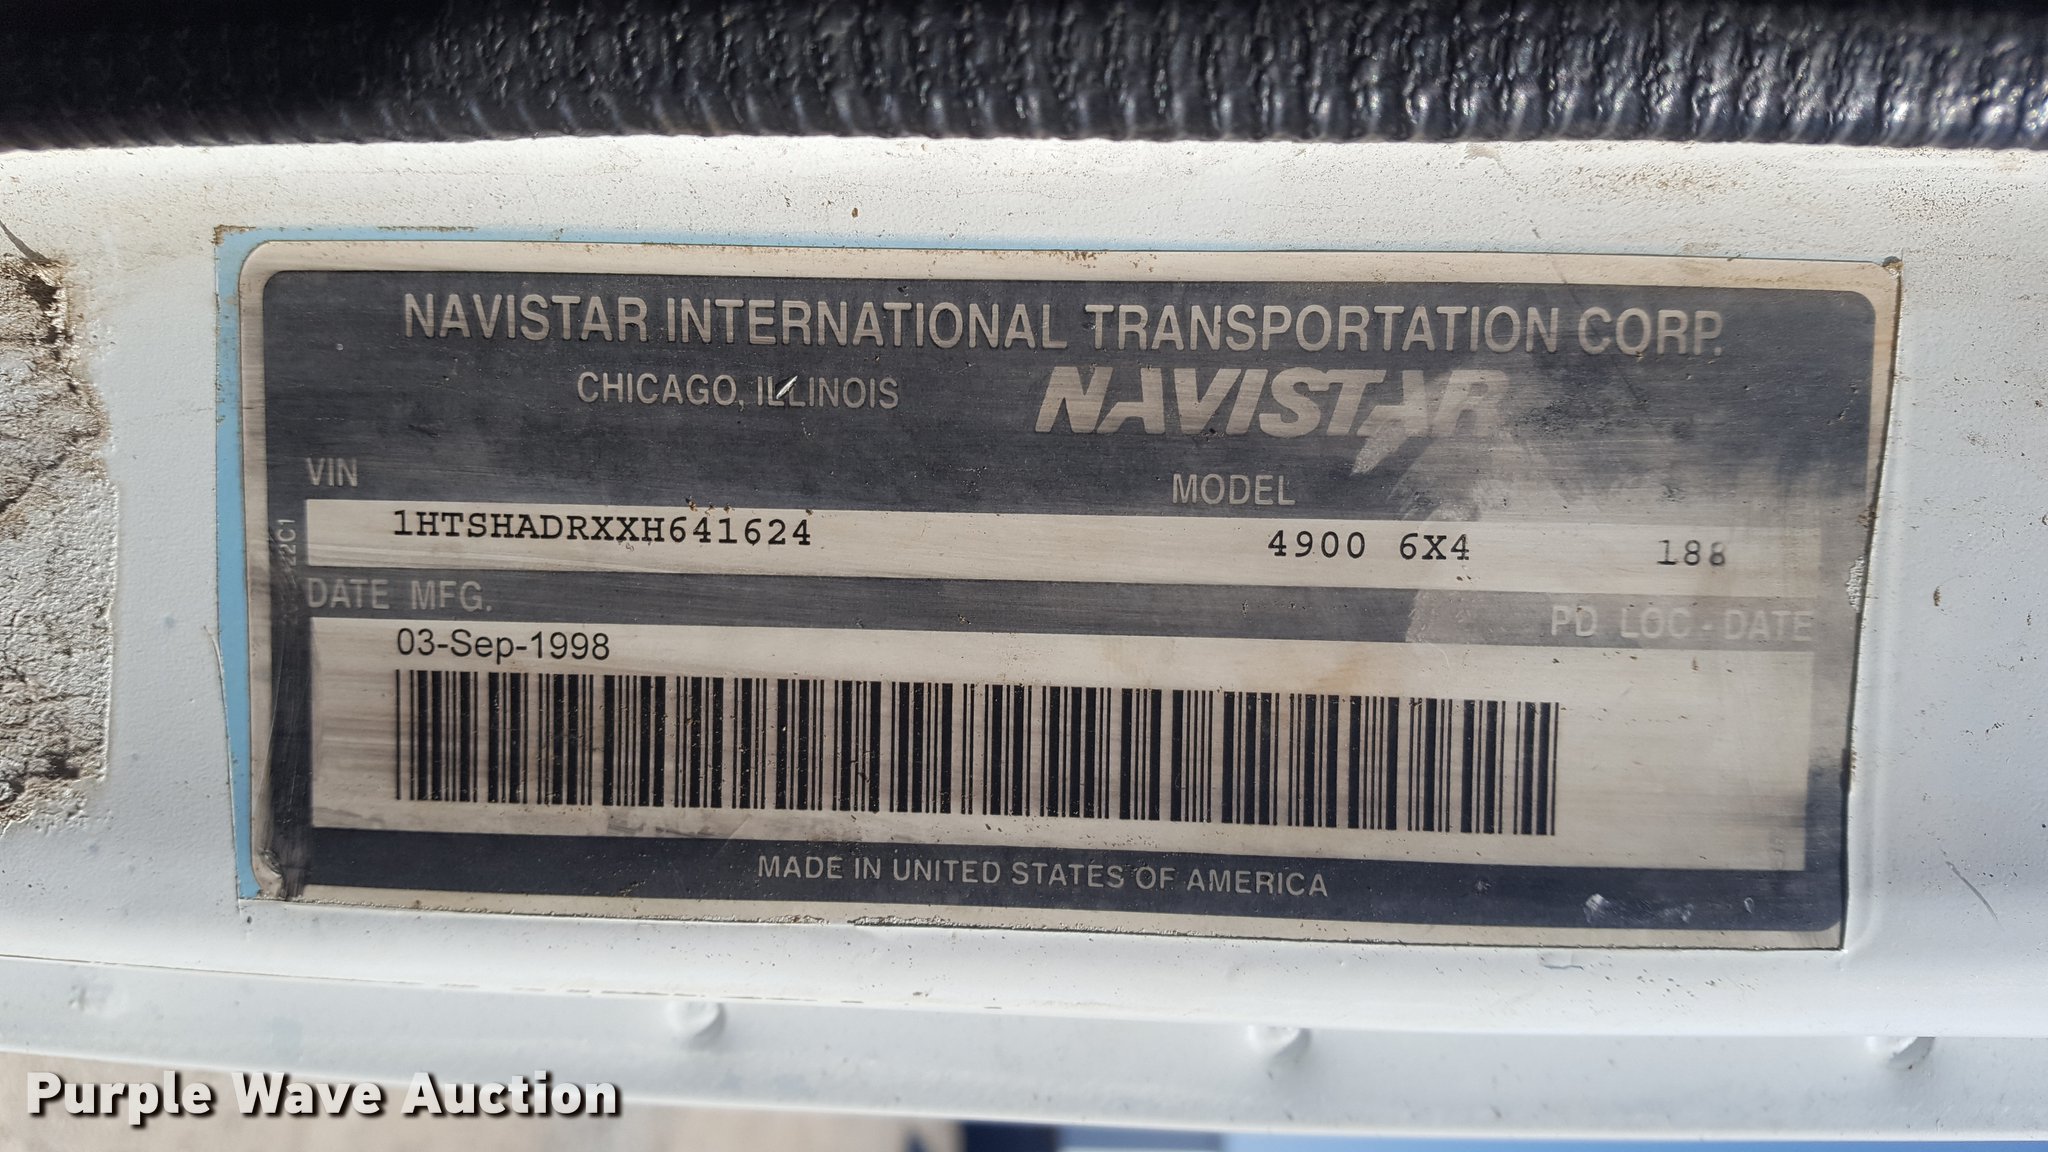 NAVISTAR INTERNATIONAL TRANSPORTATION CORP.
CHICAGO, ILLINOIS NAVISTAR
VIN MODEL
1HTSHADRXXH641624 4900 6X4 188
DATE MFG. PD LOC - DATE
03-Sep-1998
MADE IN UNITED STATES OF AMERICA
Purple Wave Auction